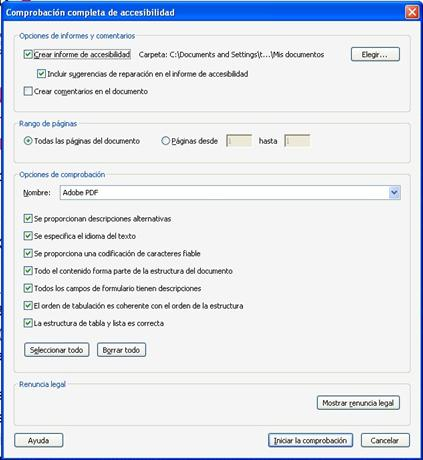 Comprobación completa de accesibilidad
Opciones de informes y comentarios
Crear informe de accesibilidad Carpeta: C:\Documents and Settings\t...\Mis documentos Elegir...
Incluir sugerencias de reparación en el informe de accesibilidad
Crear comentarios en el documento
Rango de páginas
Todas las páginas del documento Páginas desde 1 hasta 1
Opciones de comprobación
Nombre: Adobe PDF
Se proporcionan descripciones alternativas
Se especifica el idioma del texto
Se proporciona una codificación de caracteres fiable
Todo el contenido forma parte de la estructura del documento
Todos los campos de formulario tienen descripciones
El orden de tabulación es coherente con el orden de la estructura
La estructura de tabla y lista es correcta
Seleccionar todo Borrar todo
Renuncia legal
Mostrar renuncia legal
Ayuda Iniciar la comprobación Cancelar